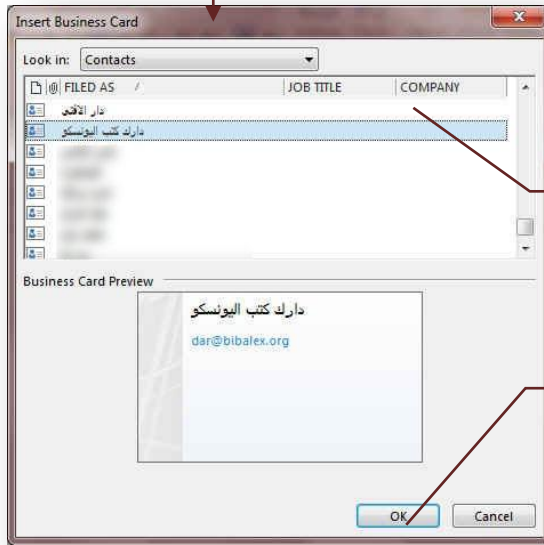 Insert Business Card
Look in: Contacts
FILED AS / JOB TITLE COMPANY
دار الأفق
دارك كتب اليونسكو
Business Card Preview
دارك كتب اليونسكو
dar@bibalex.org
OK Cancel